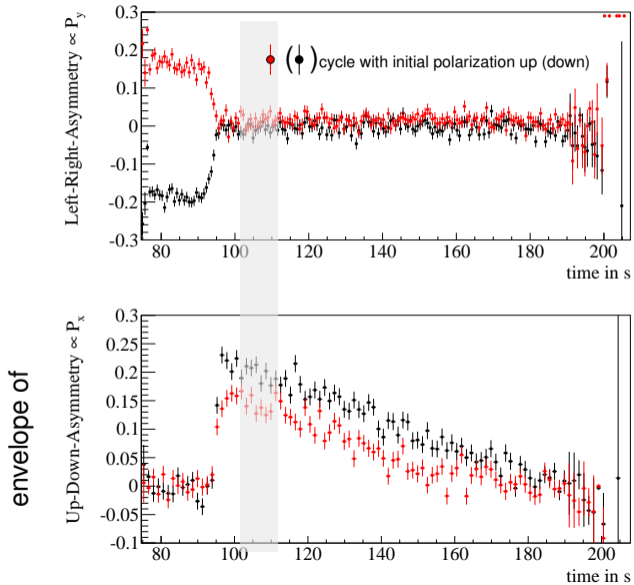 0.3
0.2
0.1
0
-0.1
-0.2
-0.3
Left-Right-Asymmetry ∝ P_y
( ) cycle with initial polarization up (down)
80 100 120 140 160 180 200
time in s
envelope of
Up-Down-Asymmetry ∝ P_x
0.3
0.25
0.2
0.15
0.1
0.05
0
-0.05
-0.1
80 100 120 140 160 180 200
time in s